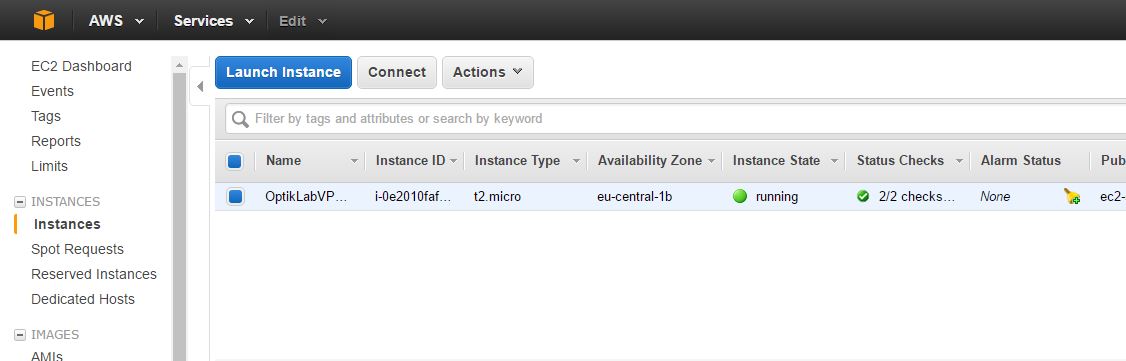 AWS Services Edit
EC2 Dashboard
Events
Tags
Reports
Limits
INSTANCES
Instances
Spot Requests
Reserved Instances
Dedicated Hosts
IMAGES
AMIs
Launch Instance Connect Actions
Filter by tags and attributes or search by keyword
Name Instance ID Instance Type Availability Zone Instance State Status Checks Alarm Status Pub
OptikLabVP... i-0e2010faf... t2.micro eu-central-1b running 2/2 checks... None ec2-